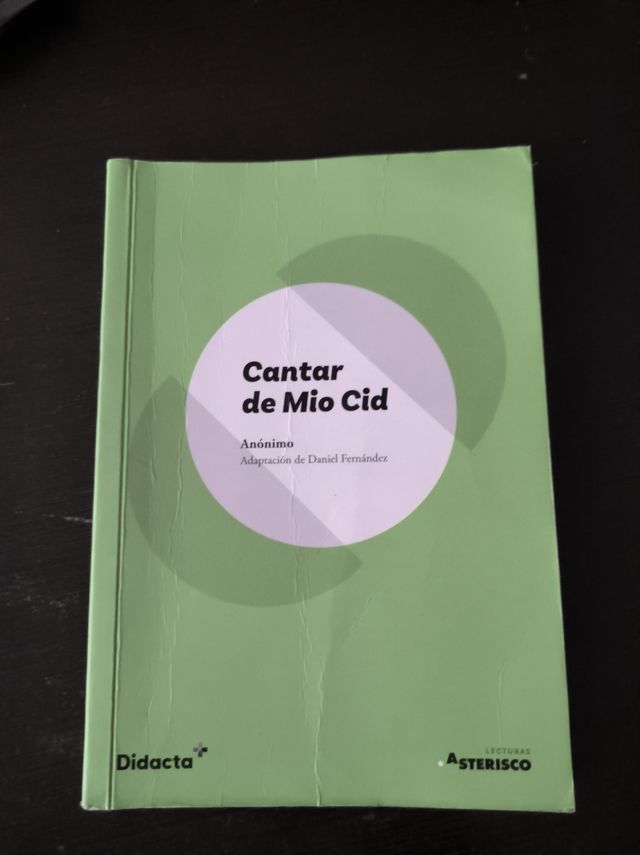 Cantar
de Mio Cid
Anónimo
Adaptación de Daniel Fernández
Didacta+
LECTURAS
ASTERISCO